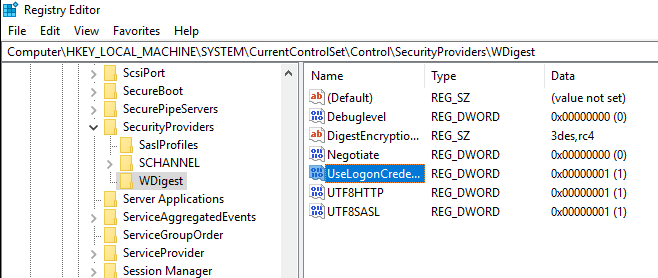 Registry Editor
File Edit View Favorites Help
Computer\HKEY_LOCAL_MACHINE\SYSTEM\CurrentControlSet\Control\SecurityProviders\WDigest
ScsiPort
SecureBoot
SecurePipeServers
SecurityProviders
SaslProfiles
SCHANNEL
WDigest
Server Applications
ServiceAggregatedEvents
ServiceGroupOrder
ServiceProvider
Session Manager
Name Type Data
(Default) REG_SZ (value not set)
Debuglevel REG_DWORD 0x00000000 (0)
DigestEncryptio... REG_SZ 3des,rc4
Negotiate REG_DWORD 0x00000000 (0)
UseLogonCrede... REG_DWORD 0x00000001 (1)
UTF8HTTP REG_DWORD 0x00000001 (1)
UTF8SASL REG_DWORD 0x00000001 (1)